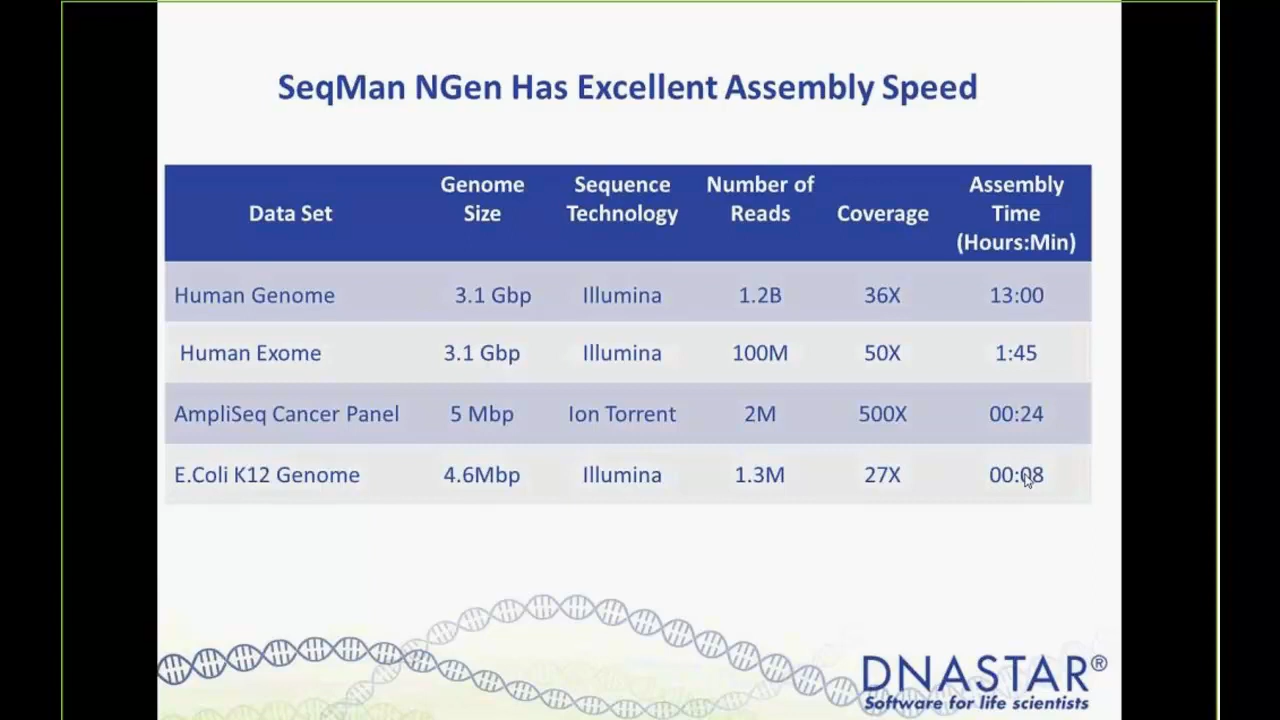 SeqMan NGen Has Excellent Assembly Speed
Data Set Genome Size Sequence Technology Number of Reads Coverage Assembly Time (Hours:Min)
Human Genome 3.1 Gbp Illumina 1.2B 36X 13:00
Human Exome 3.1 Gbp Illumina 100M 50X 1:45
AmpliSeq Cancer Panel 5 Mbp Ion Torrent 2M 500X 00:24
E.Coli K12 Genome 4.6Mbp Illumina 1.3M 27X 00:08
DNASTAR®
Software for life scientists